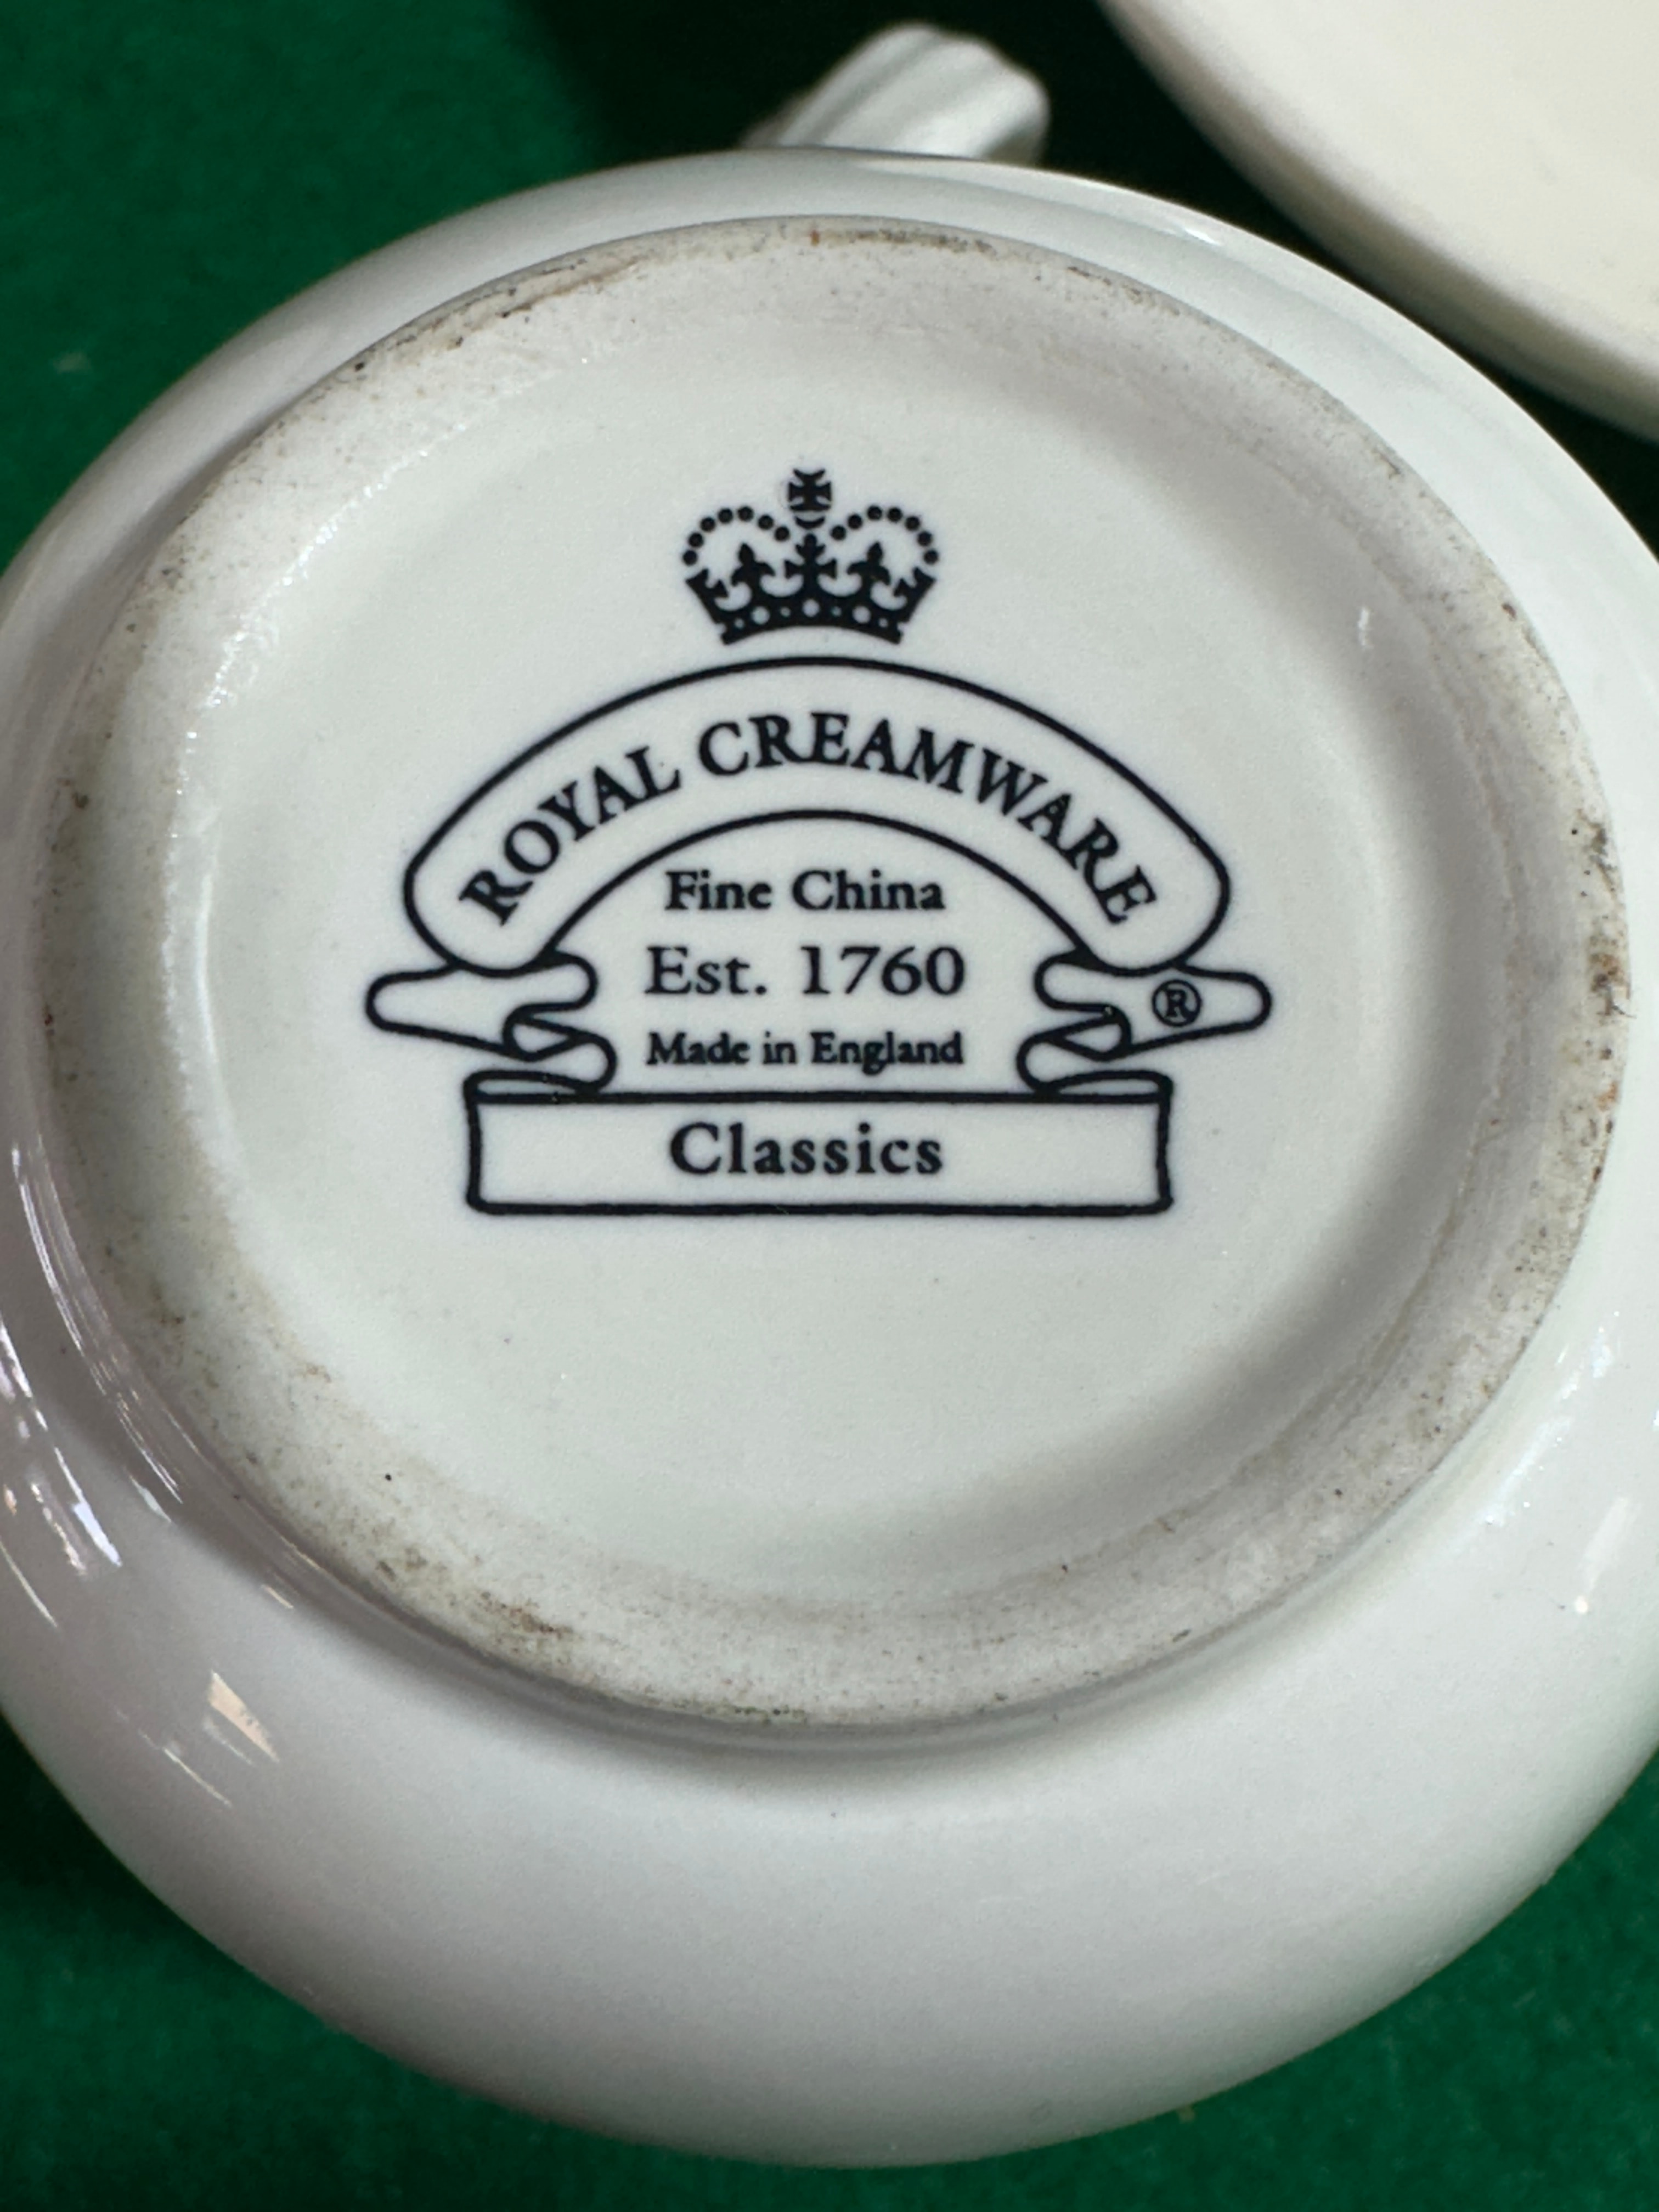 ROYAL CREAMWARE
Fine China
Est. 1760
®
Made in England
Classics